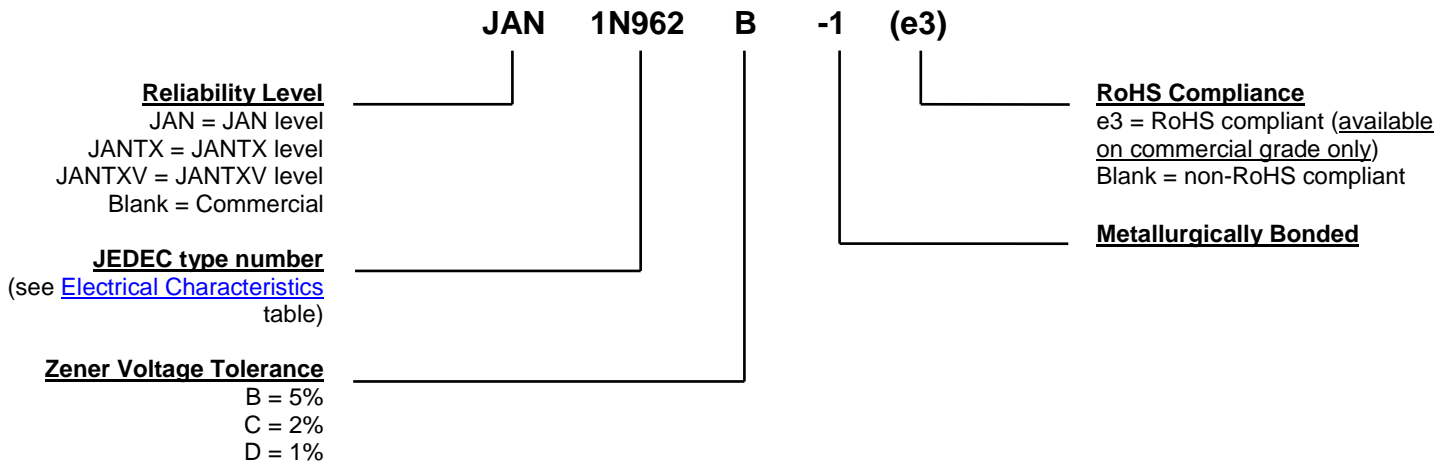 JAN 1N962 B -1 (e3)
Reliability Level
JAN = JAN level
JANTX = JANTX level
JANTXV = JANTXV level
Blank = Commercial
JEDEC type number
(see Electrical Characteristics
table)
Zener Voltage Tolerance
B = 5%
C = 2%
D = 1%
RoHS Compliance
e3 = RoHS compliant (available
on commercial grade only)
Blank = non-RoHS compliant
Metallurgically Bonded